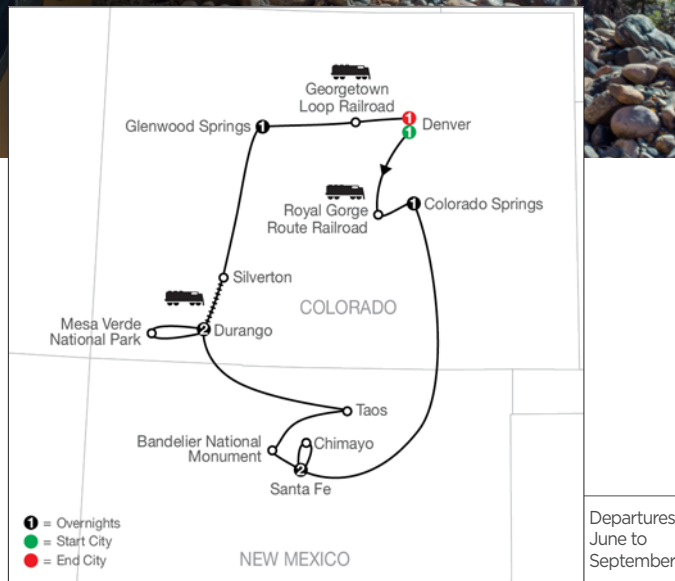 Georgetown
Loop Railroad
Glenwood Springs
1
1
1
Denver
Royal Gorge
Route Railroad
1
Colorado Springs
Silverton
COLORADO
Mesa Verde
National Park
2
Durango
Taos
Bandelier National
Monument
Chimayo
2
Santa Fe
1 = Overnights
= Start City
= End City
NEW MEXICO
Departures
June to
September